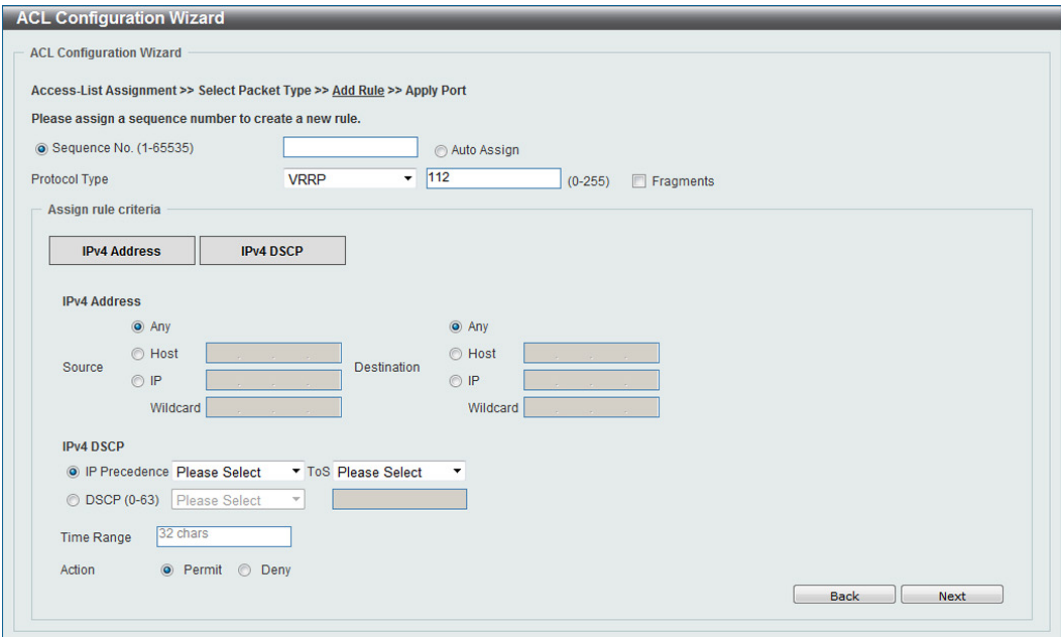 ACL Configuration Wizard
ACL Configuration Wizard
Access-List Assignment >> Select Packet Type >> Add Rule >> Apply Port
Please assign a sequence number to create a new rule.
Sequence No. (1-65535) Auto Assign
Protocol Type VRRP 112 (0-255) Fragments
Assign rule criteria
IPv4 Address IPv4 DSCP
IPv4 Address
Any Any
Source Host Destination Host
IP IP
Wildcard Wildcard
IPv4 DSCP
IP Precedence Please Select ToS Please Select
DSCP (0-63) Please Select
Time Range 32 chars
Action Permit Deny
Back Next